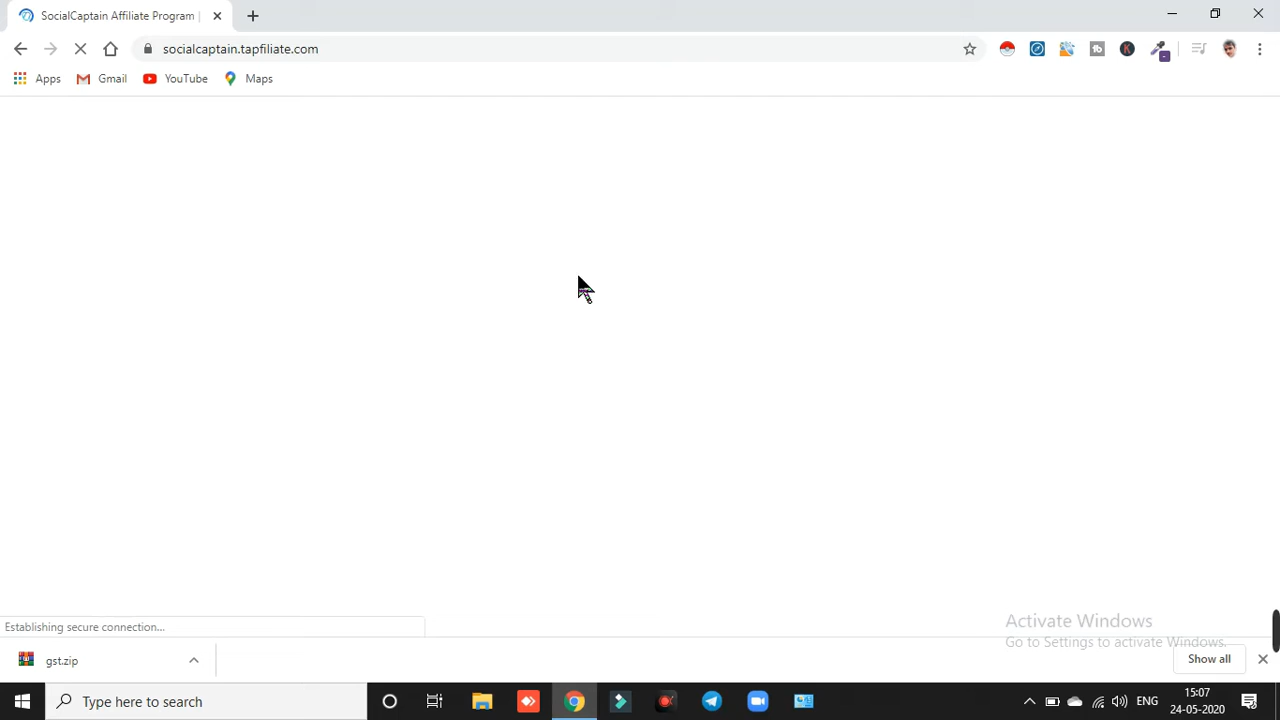 SocialCaptain Affiliate Program |
socialcaptain.tapfiliate.com
Apps
Gmail
YouTube
Maps
Establishing secure connection...
Activate Windows
Go to Settings to activate Windows.
gst.zip
Show all
Type here to search
ENG
15:07
24-05-2020